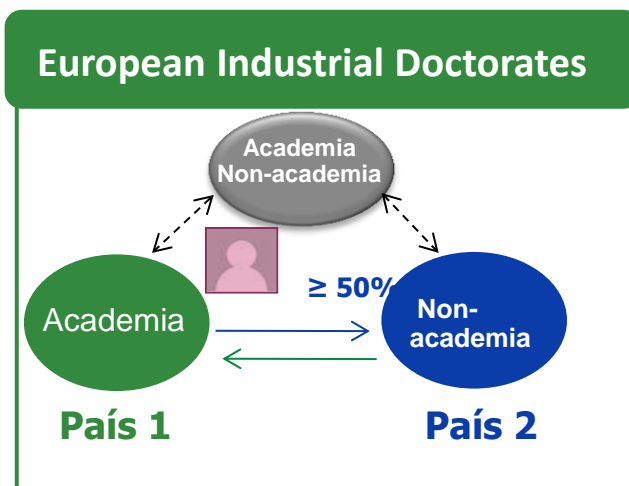 European Industrial Doctorates
Academia
Non-academia
≥ 50%
Academia
Non-
academia
País 1
País 2